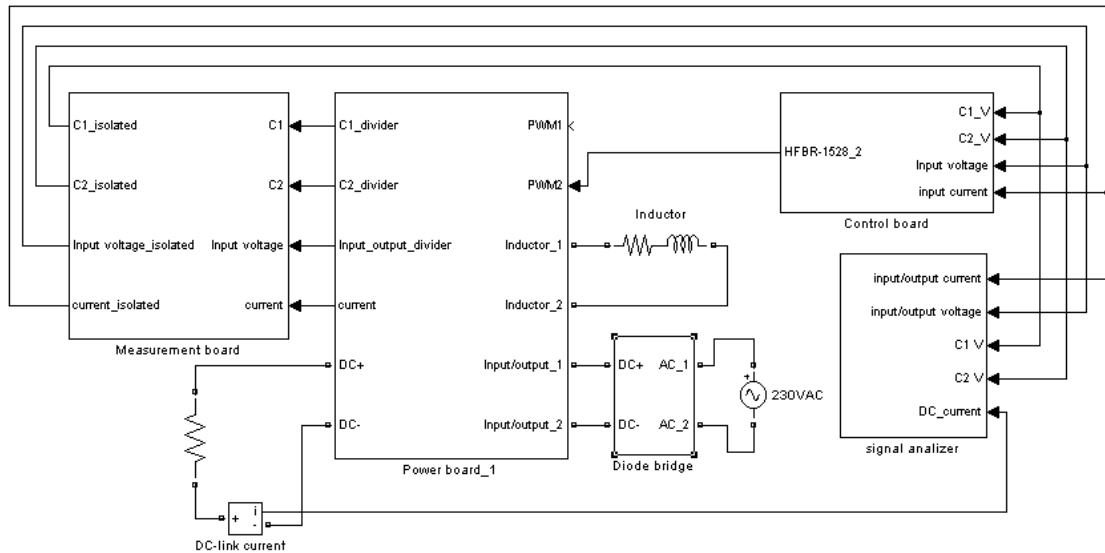 C1_isolated
C1
C2_isolated
C2
Input voltage_isolated
Input voltage
current_isolated
current
Measurement board
C1_divider
PWM1
C2_divider
PWM2
Input_output_divider
Inductor_1
current
Inductor_2
DC+
Input/output_1
DC-
Input/output_2
Power board_1
Inductor
DC+
AC_1
DC-
AC_2
Diode bridge
+
230VAC
HFBR-1528_2
C1_V
C2_V
Input voltage
input current
Control board
input/output current
input/output voltage
C1 V
C2 V
DC_current
signal analizer
+
i
-
DC-link current